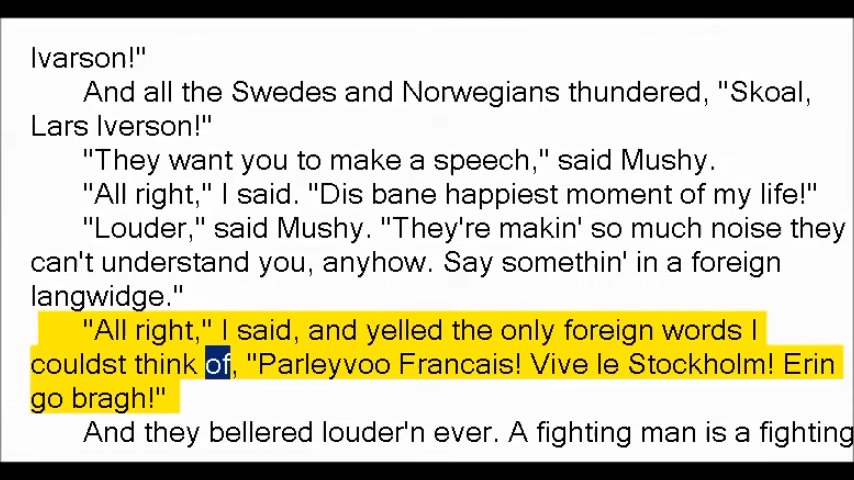 Ivarson!"
And all the Swedes and Norwegians thundered, "Skoal,
Lars Iverson!"
"They want you to make a speech," said Mushy.
"All right," I said. "Dis bane happiest moment of my life!"
"Louder," said Mushy. "They're makin' so much noise they
can't understand you, anyhow. Say somethin' in a foreign
langwidge."
"All right," I said, and yelled the only foreign words I
couldst think of, "Parleyvoo Francais! Vive le Stockholm! Erin
go bragh!"
And they bellered louder'n ever. A fighting man is a fighting